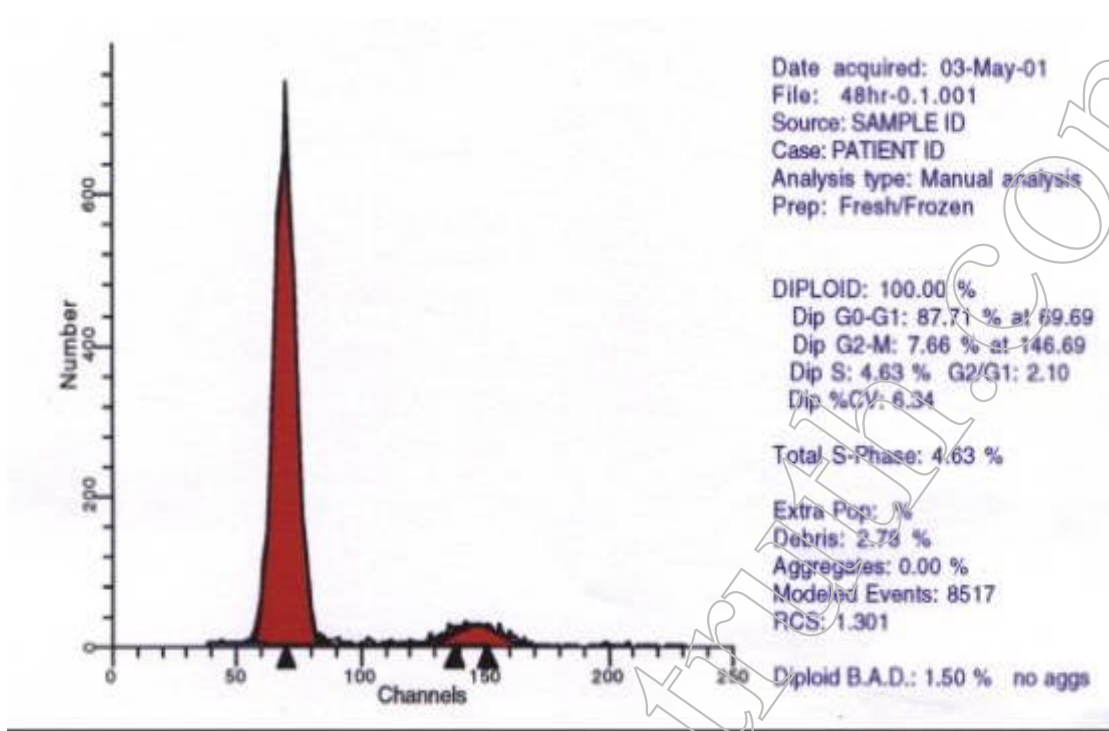 Number
600
400
200
0
0 50 100 150 200 250
Channels
Date acquired: 03-May-01
File: 48hr-0.1.001
Source: SAMPLE ID
Case: PATIENT ID
Analysis type: Manual analysis
Prep: Fresh/Frozen
DIPLOID: 100.00 %
Dip G0-G1: 87.71 % at 69.69
Dip G2-M: 7.66 % at 146.69
Dip S: 4.63 % G2/G1: 2.10
Dip %CV: 6.34
Total S-Phase: 4.63 %
Extra Pop: %
Debris: 2.78 %
Aggregates: 0.00 %
Modeled Events: 8517
RCS: 1.301
Diploid B.A.D.: 1.50 % no aggs
truth.com